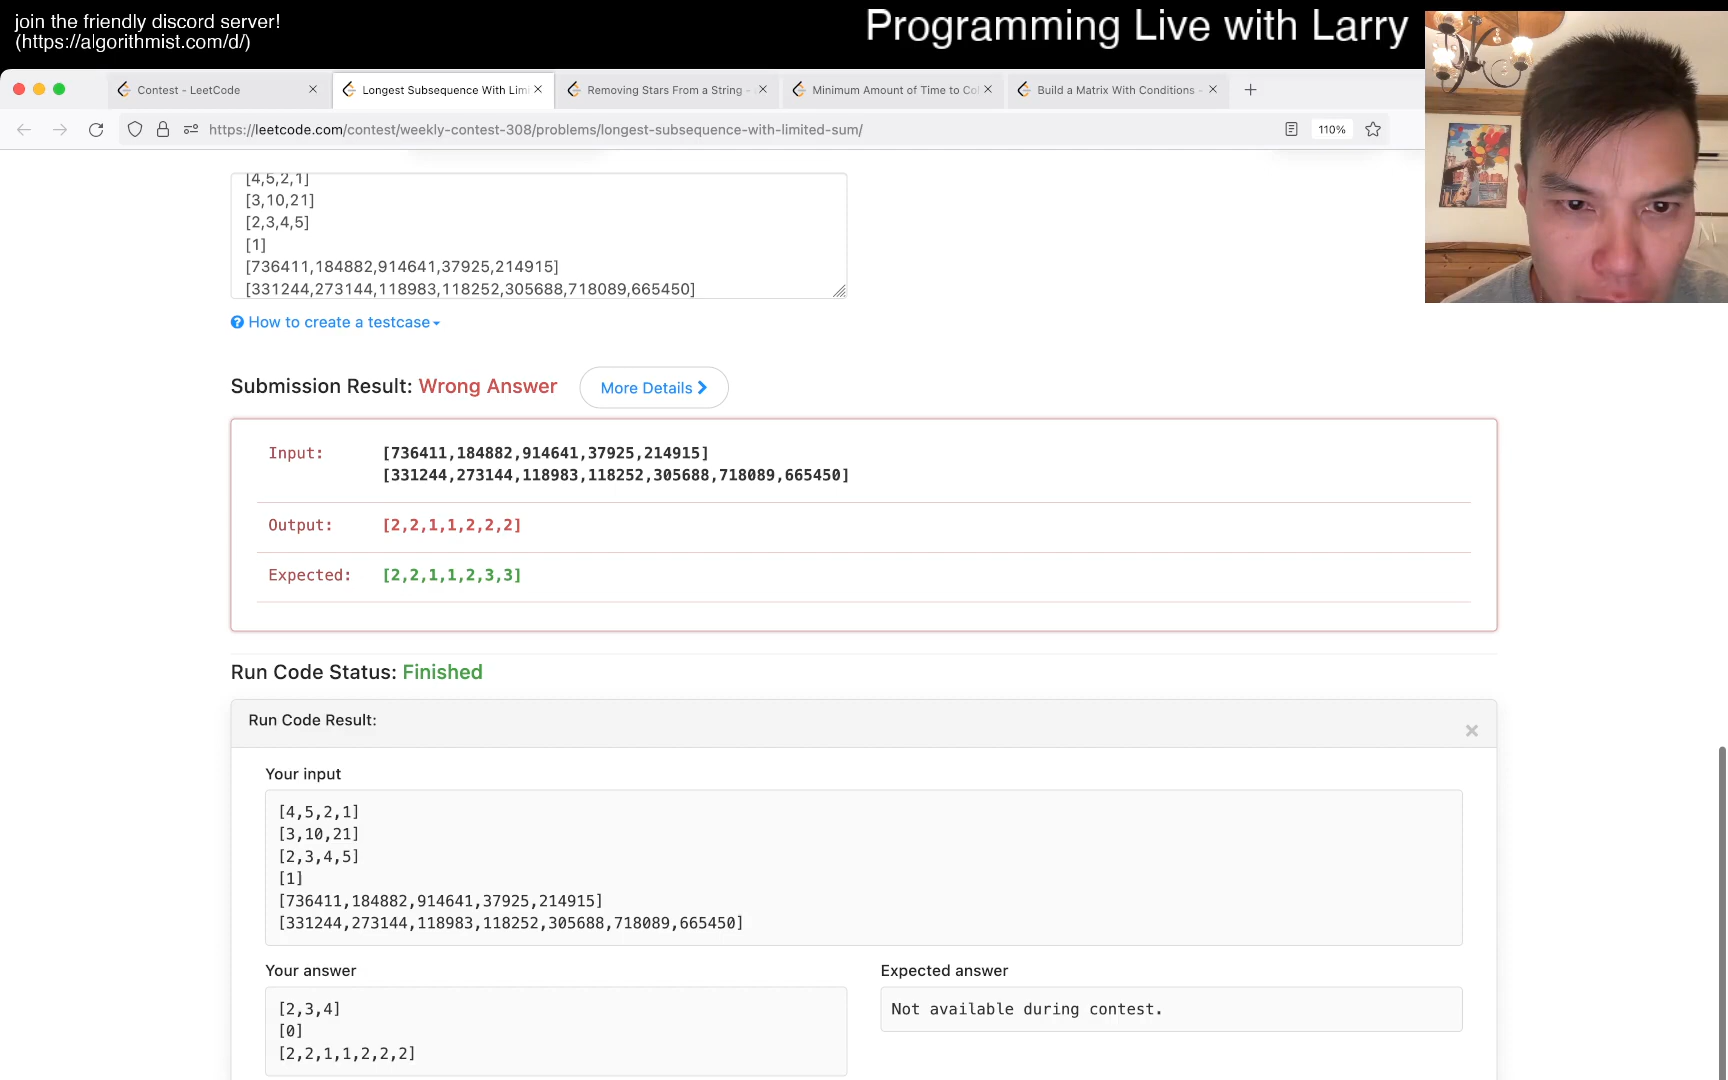 join the friendly discord server!
(https://algorithmist.com/d/)
Programming Live with Larry
Contest - LeetCode
Longest Subsequence With Limi
Removing Stars From a String -
Minimum Amount of Time to Col
Build a Matrix With Conditions -
https://leetcode.com/contest/weekly-contest-308/problems/longest-subsequence-with-limited-sum/
110%
[4,5,2,1]
[3,10,21]
[2,3,4,5]
[1]
[736411,184882,914641,37925,214915]
[331244,273144,118983,118252,305688,718089,665450]
How to create a testcase
Submission Result: Wrong Answer
More Details
Input: [736411,184882,914641,37925,214915]
[331244,273144,118983,118252,305688,718089,665450]
Output: [2,2,1,1,2,2,2]
Expected: [2,2,1,1,2,3,3]
Run Code Status: Finished
Run Code Result:
Your input
[4,5,2,1]
[3,10,21]
[2,3,4,5]
[1]
[736411,184882,914641,37925,214915]
[331244,273144,118983,118252,305688,718089,665450]
Your answer
[2,3,4]
[0]
[2,2,1,1,2,2,2]
Expected answer
Not available during contest.